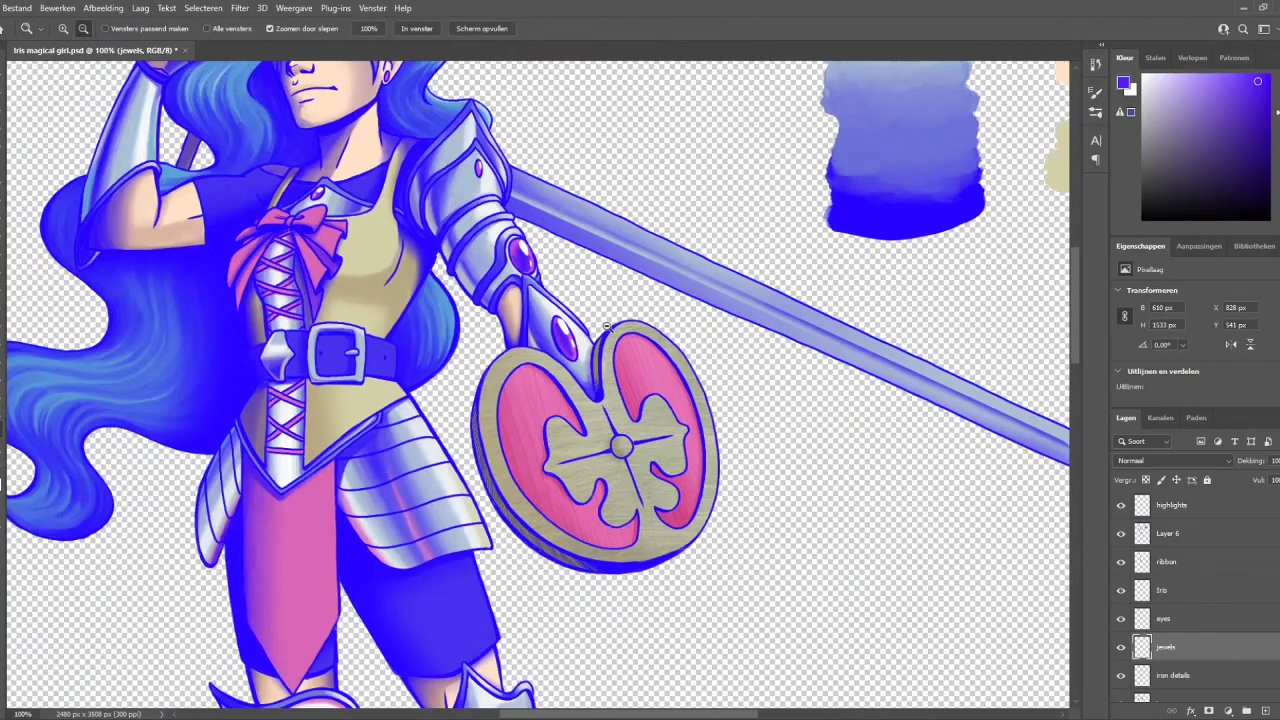 Bestand Bewerken Afbeelding Laag Tekst Selecteren Filter 3D Weergave Plug-ins Venster Help
Vensters passend maken Alle vensters Zoomen door slepen 100% In venster Scherm opvullen
Iris magical girl.psd @ 100% (jewels, RGB/8) *
Kleur Stalen Verlopen Patronen
Eigenschappen Aanpassingen Bibliotheken
Pixellaag
Transformeren
B 610 px X 828 px
H 1533 px Y 541 px
0,00°
Uitlijnen en verdelen
Uitlijnen:
Lagen Kanalen Paden
Soort
Normaal Dekking: 10
Vergr.: Vul: 100
highlights
Layer 6
ribbon
Iris
eyes
jewels
iron details
100% 2480 px x 3508 px (300 ppi)